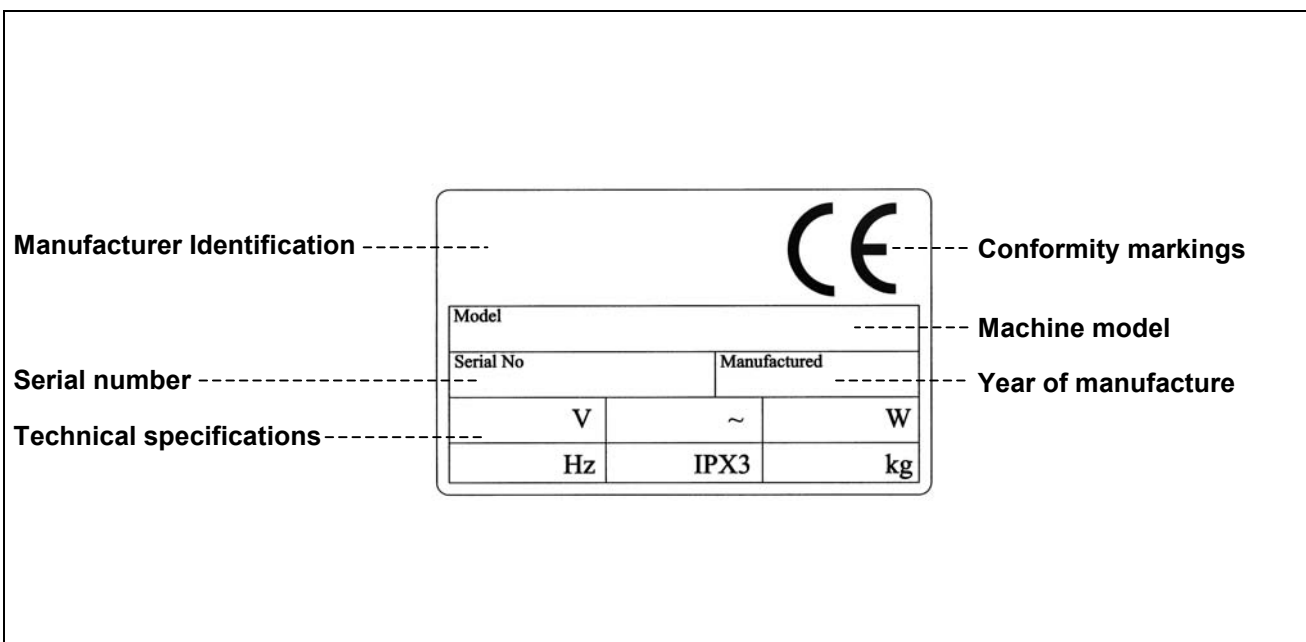 Manufacturer Identification
CE
Conformity markings
Model
Machine model
Serial No
Manufactured
Serial number
Year of manufacture
V
~
W
Technical specifications
Hz
IPX3
kg